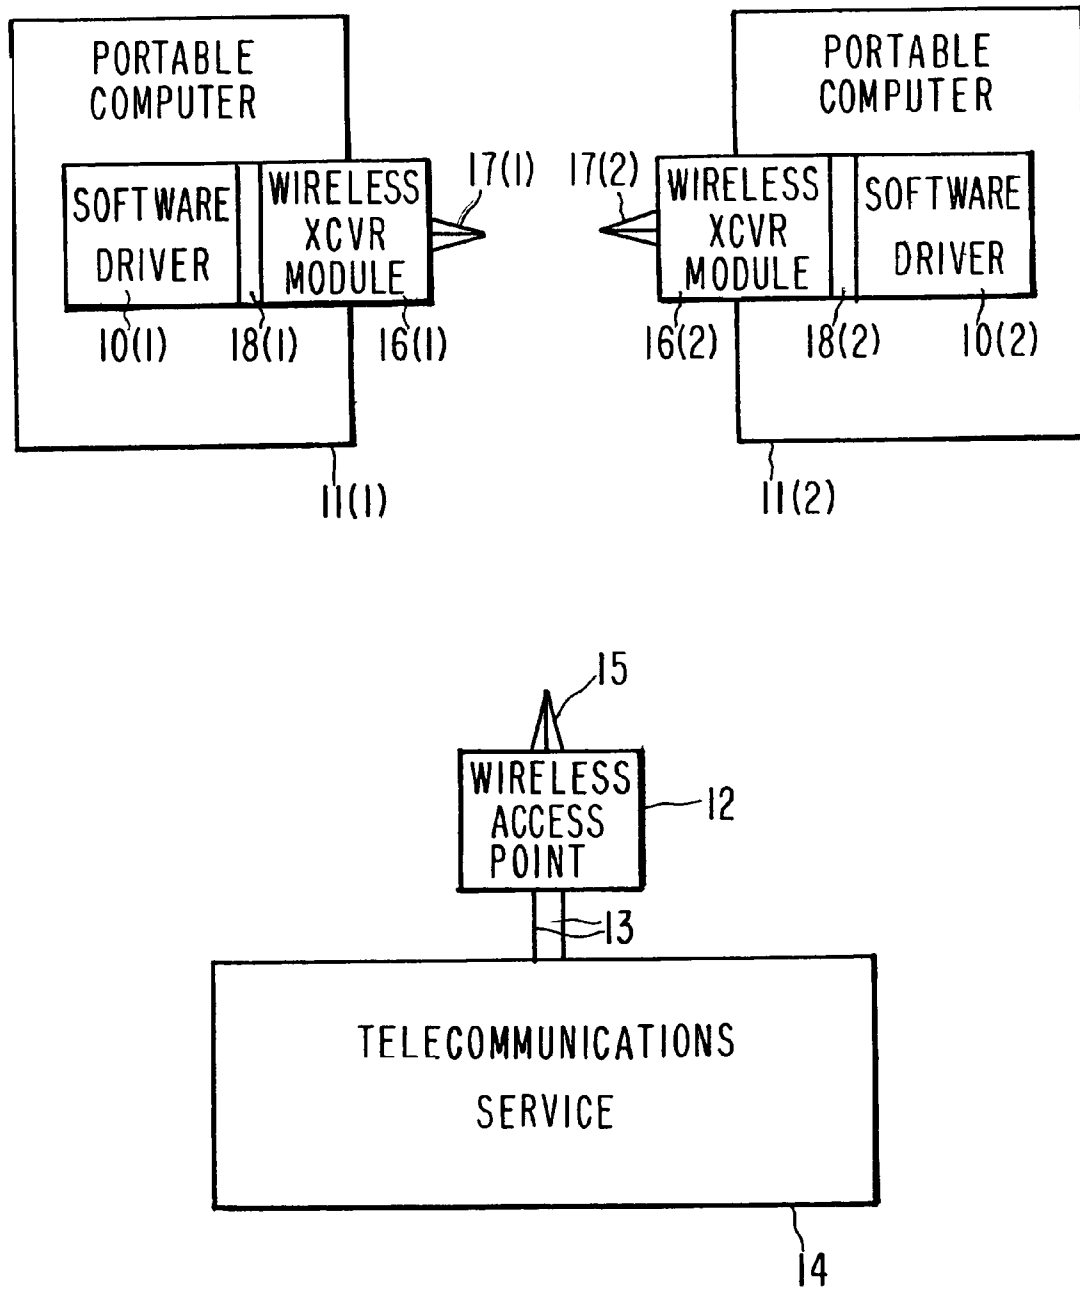 PORTABLE
COMPUTER
SOFTWARE
DRIVER
WIRELESS
XCVR
MODULE
17(1)
10(1)
18(1)
16(1)
11(1)
PORTABLE
COMPUTER
17(2)
WIRELESS
XCVR
MODULE
SOFTWARE
DRIVER
16(2)
18(2)
10(2)
11(2)
15
WIRELESS
ACCESS
POINT
12
13
TELECOMMUNICATIONS
SERVICE
14